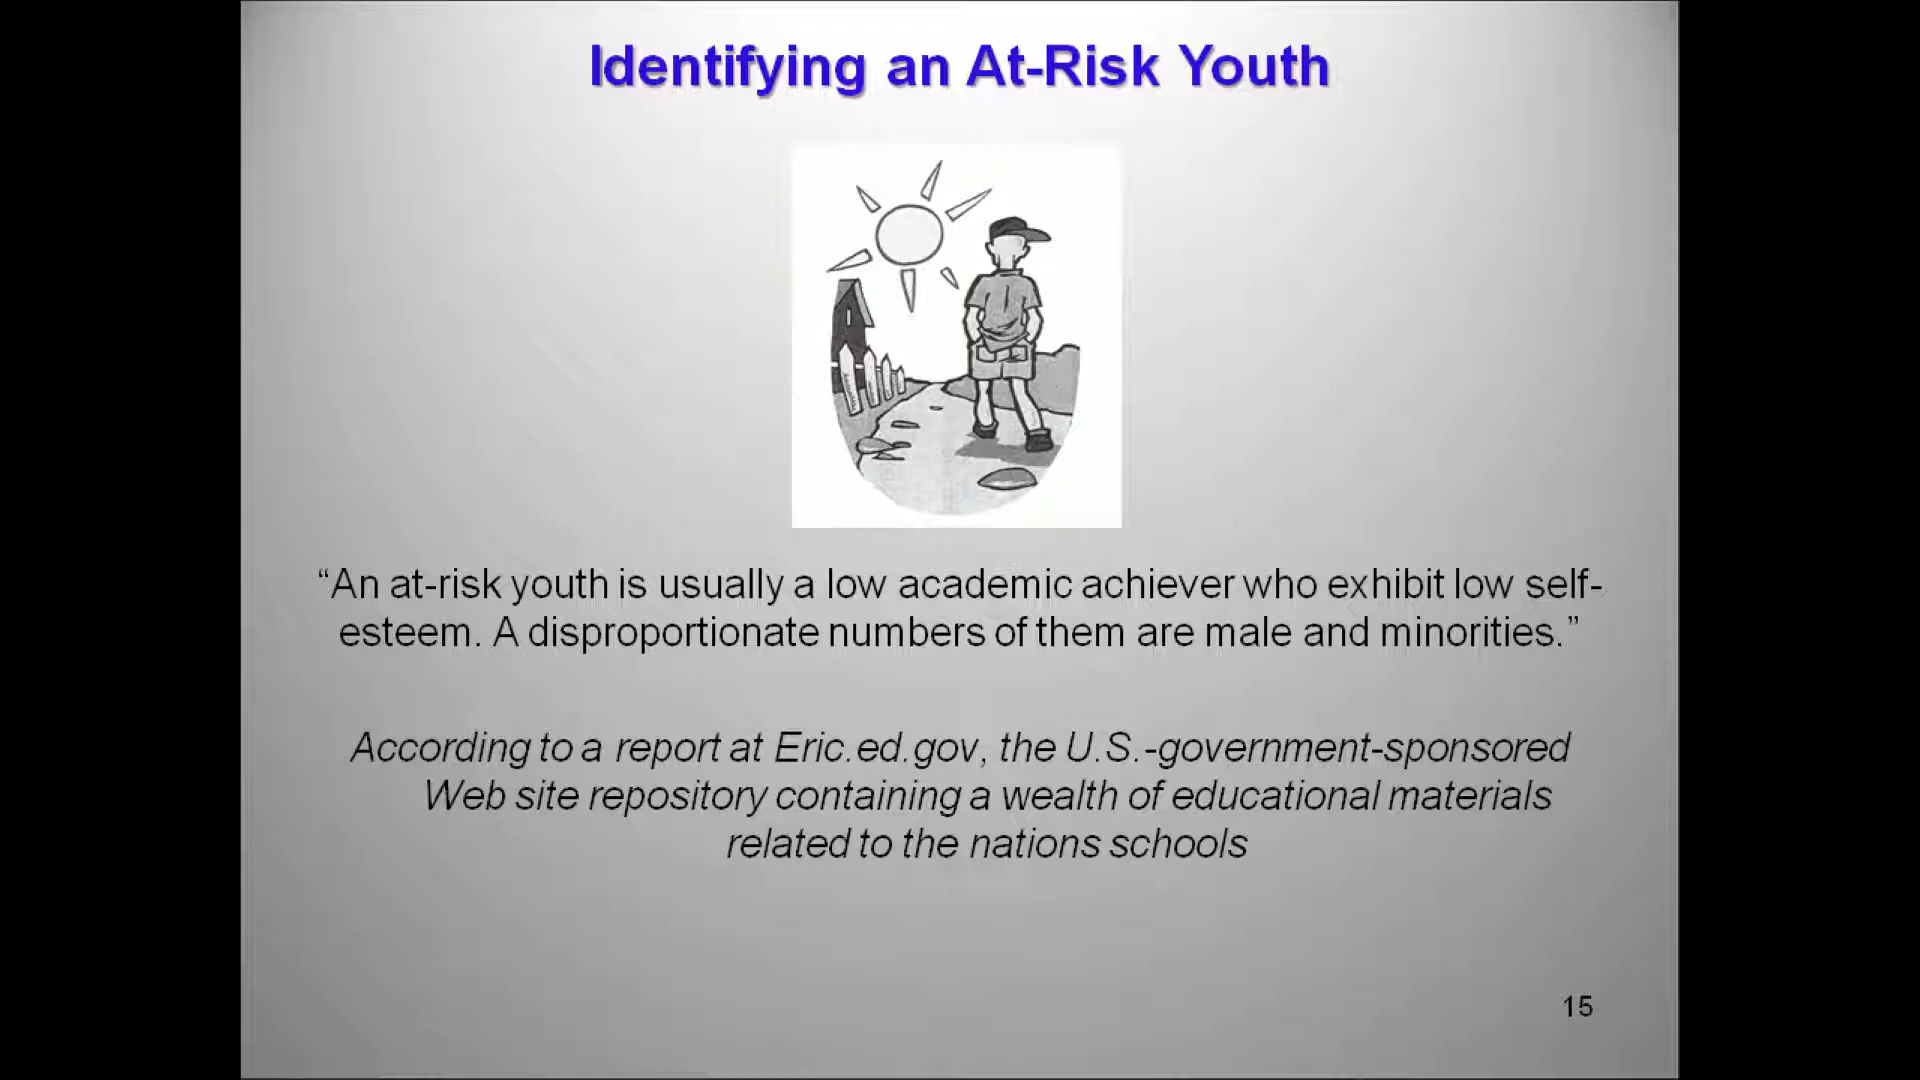 Identifying an At-Risk Youth
“An at-risk youth is usually a low academic achiever who exhibit low self-
esteem. A disproportionate numbers of them are male and minorities.”
According to a report at Eric.ed.gov, the U.S.-government-sponsored
Web site repository containing a wealth of educational materials
related to the nations schools
15